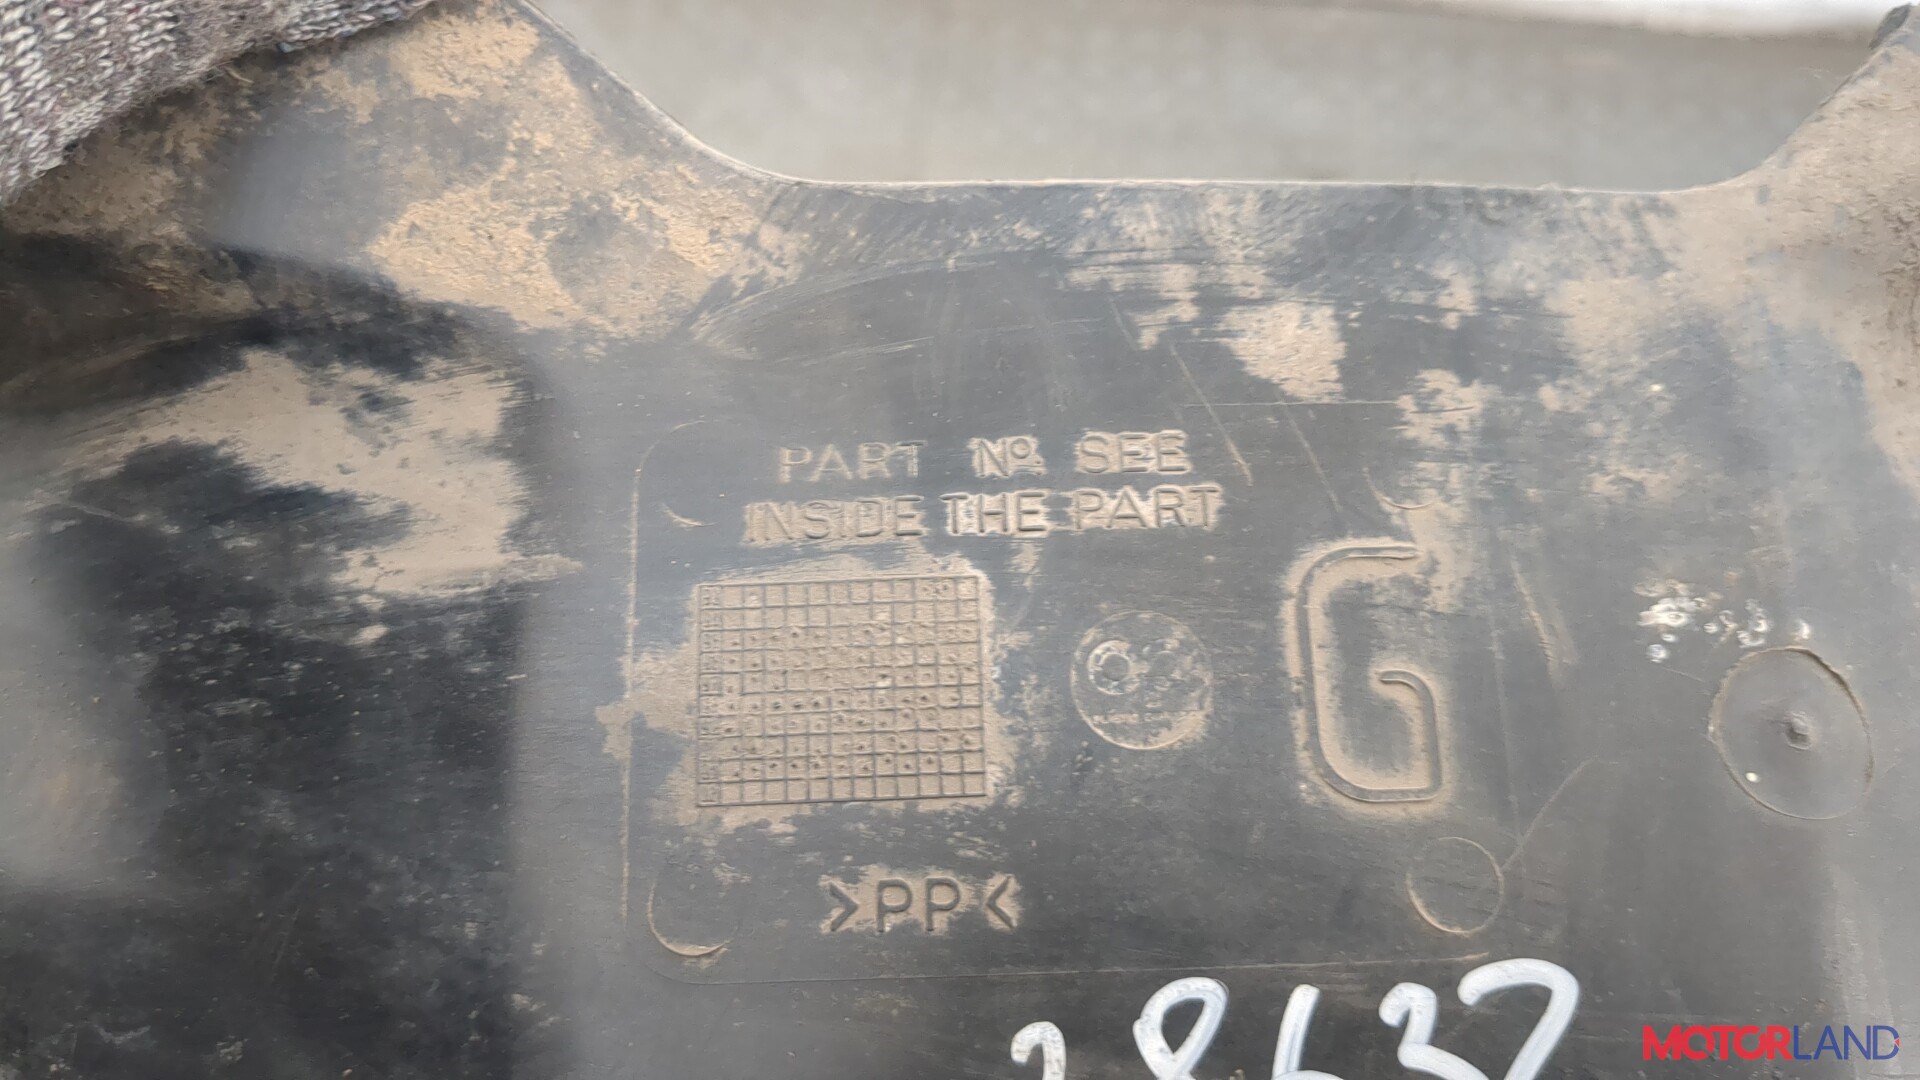 PART Nº SEE
INSIDE THE PART
G
>PP<
MOTORLAND